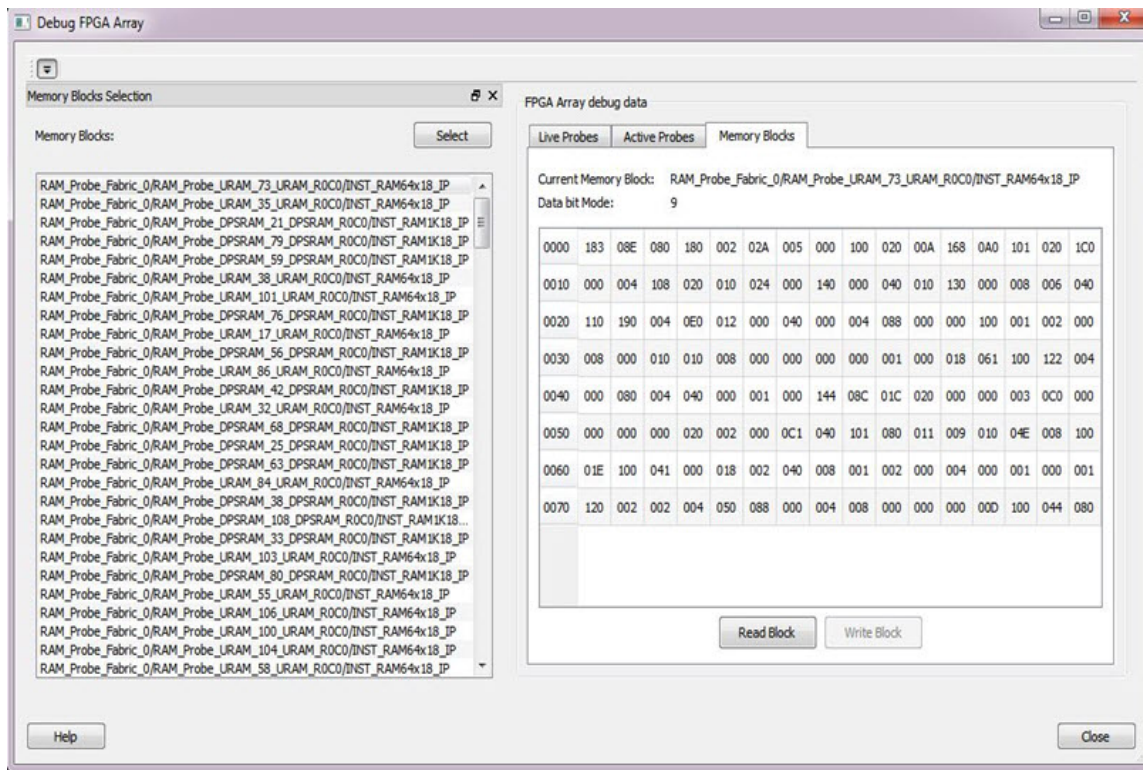 Debug FPGA Array
Memory Blocks Selection
Memory Blocks:
Select
RAM_Probe_Fabric_0/RAM_Probe_URAM_73_URAM_R0C0/INST_RAM64x18_IP
RAM_Probe_Fabric_0/RAM_Probe_URAM_35_URAM_R0C0/INST_RAM64x18_IP
RAM_Probe_Fabric_0/RAM_Probe_DPSRAM_21_DPSRAM_R0C0/INST_RAM1K18_IP
RAM_Probe_Fabric_0/RAM_Probe_DPSRAM_79_DPSRAM_R0C0/INST_RAM1K18_IP
RAM_Probe_Fabric_0/RAM_Probe_DPSRAM_59_DPSRAM_R0C0/INST_RAM1K18_IP
RAM_Probe_Fabric_0/RAM_Probe_URAM_38_URAM_R0C0/INST_RAM64x18_IP
RAM_Probe_Fabric_0/RAM_Probe_URAM_101_URAM_R0C0/INST_RAM64x18_IP
RAM_Probe_Fabric_0/RAM_Probe_DPSRAM_76_DPSRAM_R0C0/INST_RAM1K18_IP
RAM_Probe_Fabric_0/RAM_Probe_URAM_17_URAM_R0C0/INST_RAM64x18_IP
RAM_Probe_Fabric_0/RAM_Probe_DPSRAM_56_DPSRAM_R0C0/INST_RAM1K18_IP
RAM_Probe_Fabric_0/RAM_Probe_URAM_86_URAM_R0C0/INST_RAM64x18_IP
RAM_Probe_Fabric_0/RAM_Probe_DPSRAM_42_DPSRAM_R0C0/INST_RAM1K18_IP
RAM_Probe_Fabric_0/RAM_Probe_URAM_32_URAM_R0C0/INST_RAM64x18_IP
RAM_Probe_Fabric_0/RAM_Probe_DPSRAM_68_DPSRAM_R0C0/INST_RAM1K18_IP
RAM_Probe_Fabric_0/RAM_Probe_DPSRAM_25_DPSRAM_R0C0/INST_RAM1K18_IP
RAM_Probe_Fabric_0/RAM_Probe_DPSRAM_63_DPSRAM_R0C0/INST_RAM1K18_IP
RAM_Probe_Fabric_0/RAM_Probe_URAM_84_URAM_R0C0/INST_RAM64x18_IP
RAM_Probe_Fabric_0/RAM_Probe_DPSRAM_38_DPSRAM_R0C0/INST_RAM1K18_IP
RAM_Probe_Fabric_0/RAM_Probe_DPSRAM_108_DPSRAM_R0C0/INST_RAM1K18...
RAM_Probe_Fabric_0/RAM_Probe_DPSRAM_33_DPSRAM_R0C0/INST_RAM1K18_IP
RAM_Probe_Fabric_0/RAM_Probe_URAM_103_URAM_R0C0/INST_RAM64x18_IP
RAM_Probe_Fabric_0/RAM_Probe_DPSRAM_80_DPSRAM_R0C0/INST_RAM1K18_IP
RAM_Probe_Fabric_0/RAM_Probe_URAM_55_URAM_R0C0/INST_RAM64x18_IP
RAM_Probe_Fabric_0/RAM_Probe_URAM_106_URAM_R0C0/INST_RAM64x18_IP
RAM_Probe_Fabric_0/RAM_Probe_URAM_100_URAM_R0C0/INST_RAM64x18_IP
RAM_Probe_Fabric_0/RAM_Probe_URAM_104_URAM_R0C0/INST_RAM64x18_IP
RAM_Probe_Fabric_0/RAM_Probe_URAM_58_URAM_R0C0/INST_RAM64x18_IP
FPGA Array debug data
Live Probes Active Probes Memory Blocks
Current Memory Block: RAM_Probe_Fabric_0/RAM_Probe_URAM_73_URAM_R0C0/INST_RAM64x18_IP
Data bit Mode: 9
0000 183 08E 080 180 002 02A 005 000 100 020 00A 168 0A0 101 020 1C0
0010 000 004 108 020 010 024 000 140 000 040 010 130 000 008 006 040
0020 110 190 004 0E0 012 000 040 000 004 088 000 000 100 001 002 000
0030 008 000 010 010 008 000 000 000 000 001 000 018 061 100 122 004
0040 000 080 004 040 000 001 000 144 08C 01C 020 000 000 003 0C0 000
0050 000 000 000 020 002 000 0C1 040 101 080 011 009 010 04E 008 100
0060 01E 100 041 000 018 002 040 008 001 002 000 004 000 001 000 001
0070 120 002 002 004 050 088 000 004 008 000 000 000 00D 100 044 080
Read Block Write Block
Help
Close